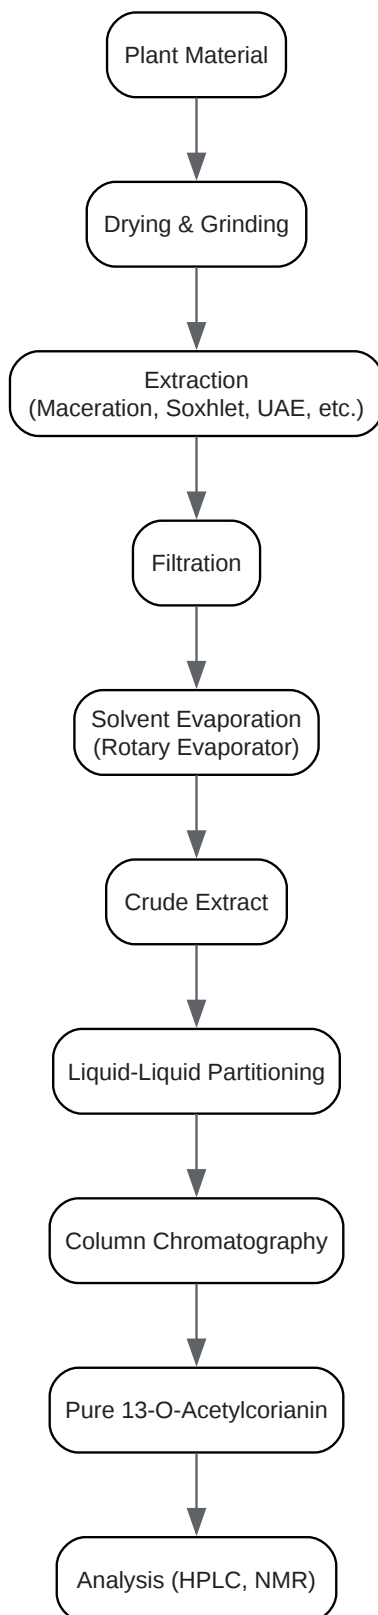 Plant Material
Drying & Grinding
Extraction
(Maceration, Soxhlet, UAE, etc.)
Filtration
Solvent Evaporation
(Rotary Evaporator)
Crude Extract
Liquid-Liquid Partitioning
Column Chromatography
Pure 13-O-Acetylcorianin
Analysis (HPLC, NMR)